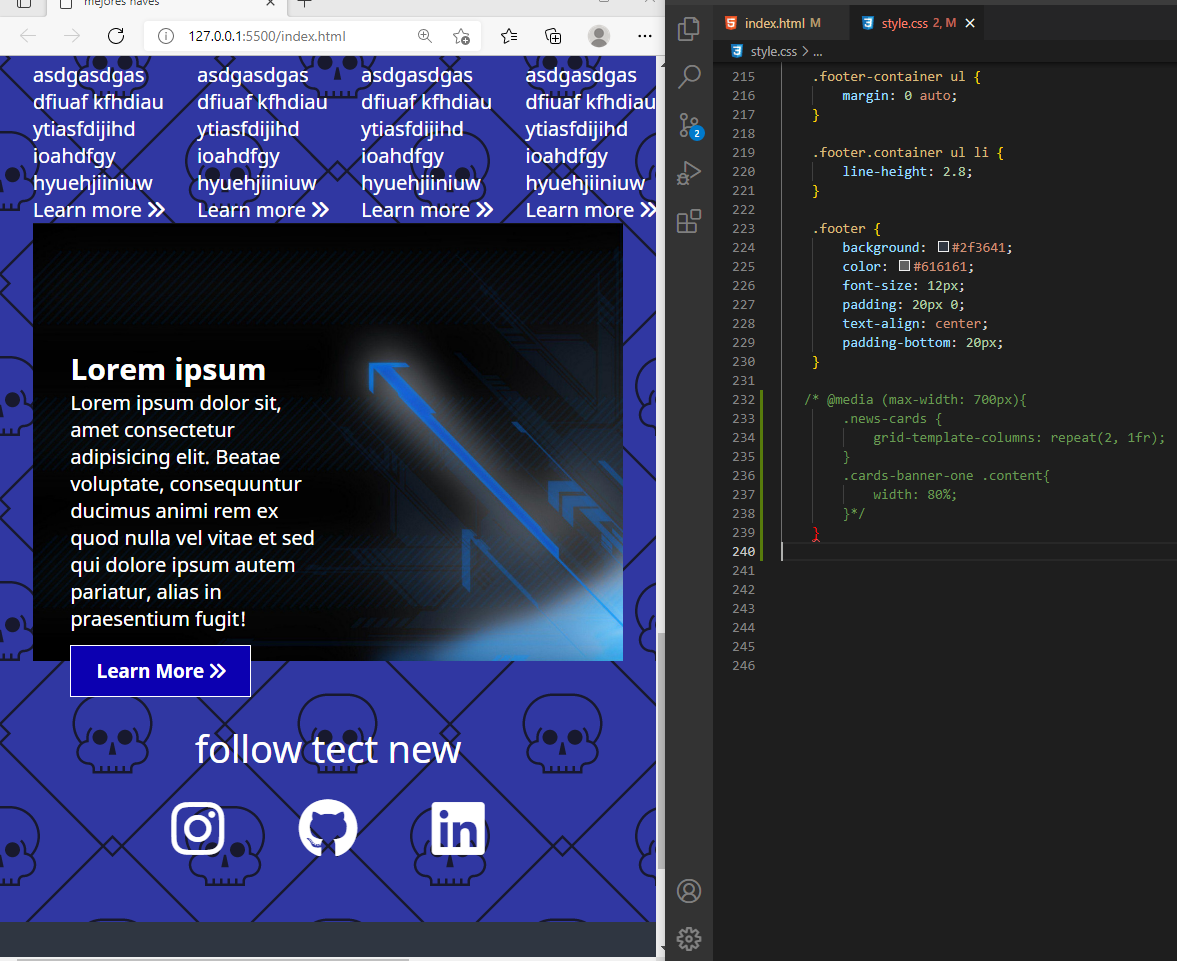 mejores naves
127.0.0.1:5500/index.html
asdgasdgas asdgasdgas asdgasdgas asdgasdgas
dfiuaf kfhdiau dfiuaf kfhdiau dfiuaf kfhdiau dfiuaf kfhdiau
ytiasfdijihd ytiasfdijihd ytiasfdijihd ytiasfdijihd
ioahdfgy ioahdfgy ioahdfgy ioahdfgy
hyuehjiiniuw hyuehjiiniuw hyuehjiiniuw hyuehjiiniuw
Learn more Learn more Learn more Learn more
Lorem ipsum
Lorem ipsum dolor sit,
amet consectetur
adipisicing elit. Beatae
voluptate, consequuntur
ducimus animi rem ex
quod nulla vel vitae et sed
qui dolore ipsum autem
pariatur, alias in
praesentium fugit!
Learn More
follow tect new
in
index.html M style.css 2, M
style.css > ...
2
215 .footer-container ul {
216 margin: 0 auto;
217 }
218
219 .footer.container ul li {
220 line-height: 2.8;
221 }
222
223 .footer {
224 background: #2f3641;
225 color: #616161;
226 font-size: 12px;
227 padding: 20px 0;
228 text-align: center;
229 padding-bottom: 20px;
230 }
231
232 /* @media (max-width: 700px){
233 .news-cards {
234 grid-template-columns: repeat(2, 1fr);
235 }
236 .cards-banner-one .content{
237 width: 80%;
238 }*/
239 }
240
241
242
243
244
245
246